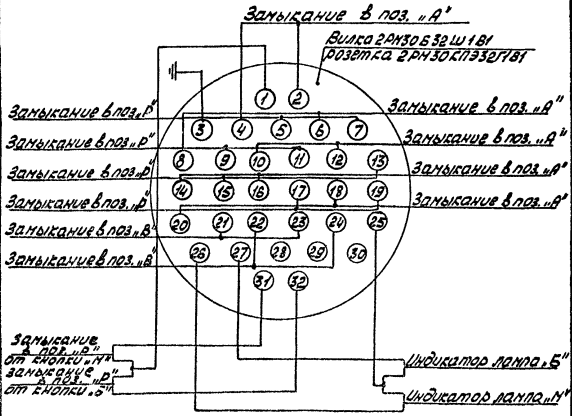 Замыкание в поз. „А"
Вилка 2РМ30Б32Ш1В1
розетка 2РМ30КПЭ32Г1В1
1 2
Замыкание в поз. „Р"
Замыкание в поз. „А"
3 4 5 6 7
Замыкание в поз. „Р"
Замыкание в поз. „А"
8 9 10 11 12 13
Замыкание в поз. „Р"
Замыкание в поз. „А"
14 15 16 17 18 19
Замыкание в поз. „Р"
Замыкание в поз. „А"
20 21 22 23 24 25
Замыкание в поз. „В"
26 27 28 29 30
Замыкание в поз. „В"
31 32
Замыкание
в поз. „Р"
от кнопки „М"
замыкание
в поз. „Р"
от кнопки „Б"
Индикатор лампа „Б"
Индикатор лампа „М"